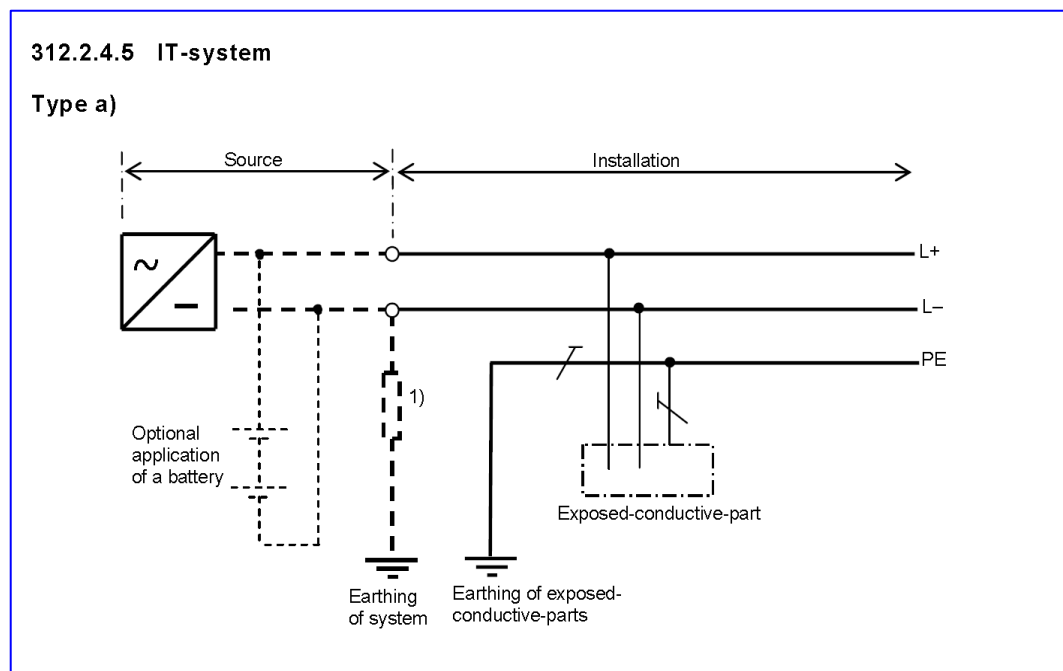 312.2.4.5 IT-system
Type a)
Source
Installation
L+
L–
PE
1)
Optional
application
of a battery
Exposed-conductive-part
Earthing
of system
Earthing of exposed-
conductive-parts